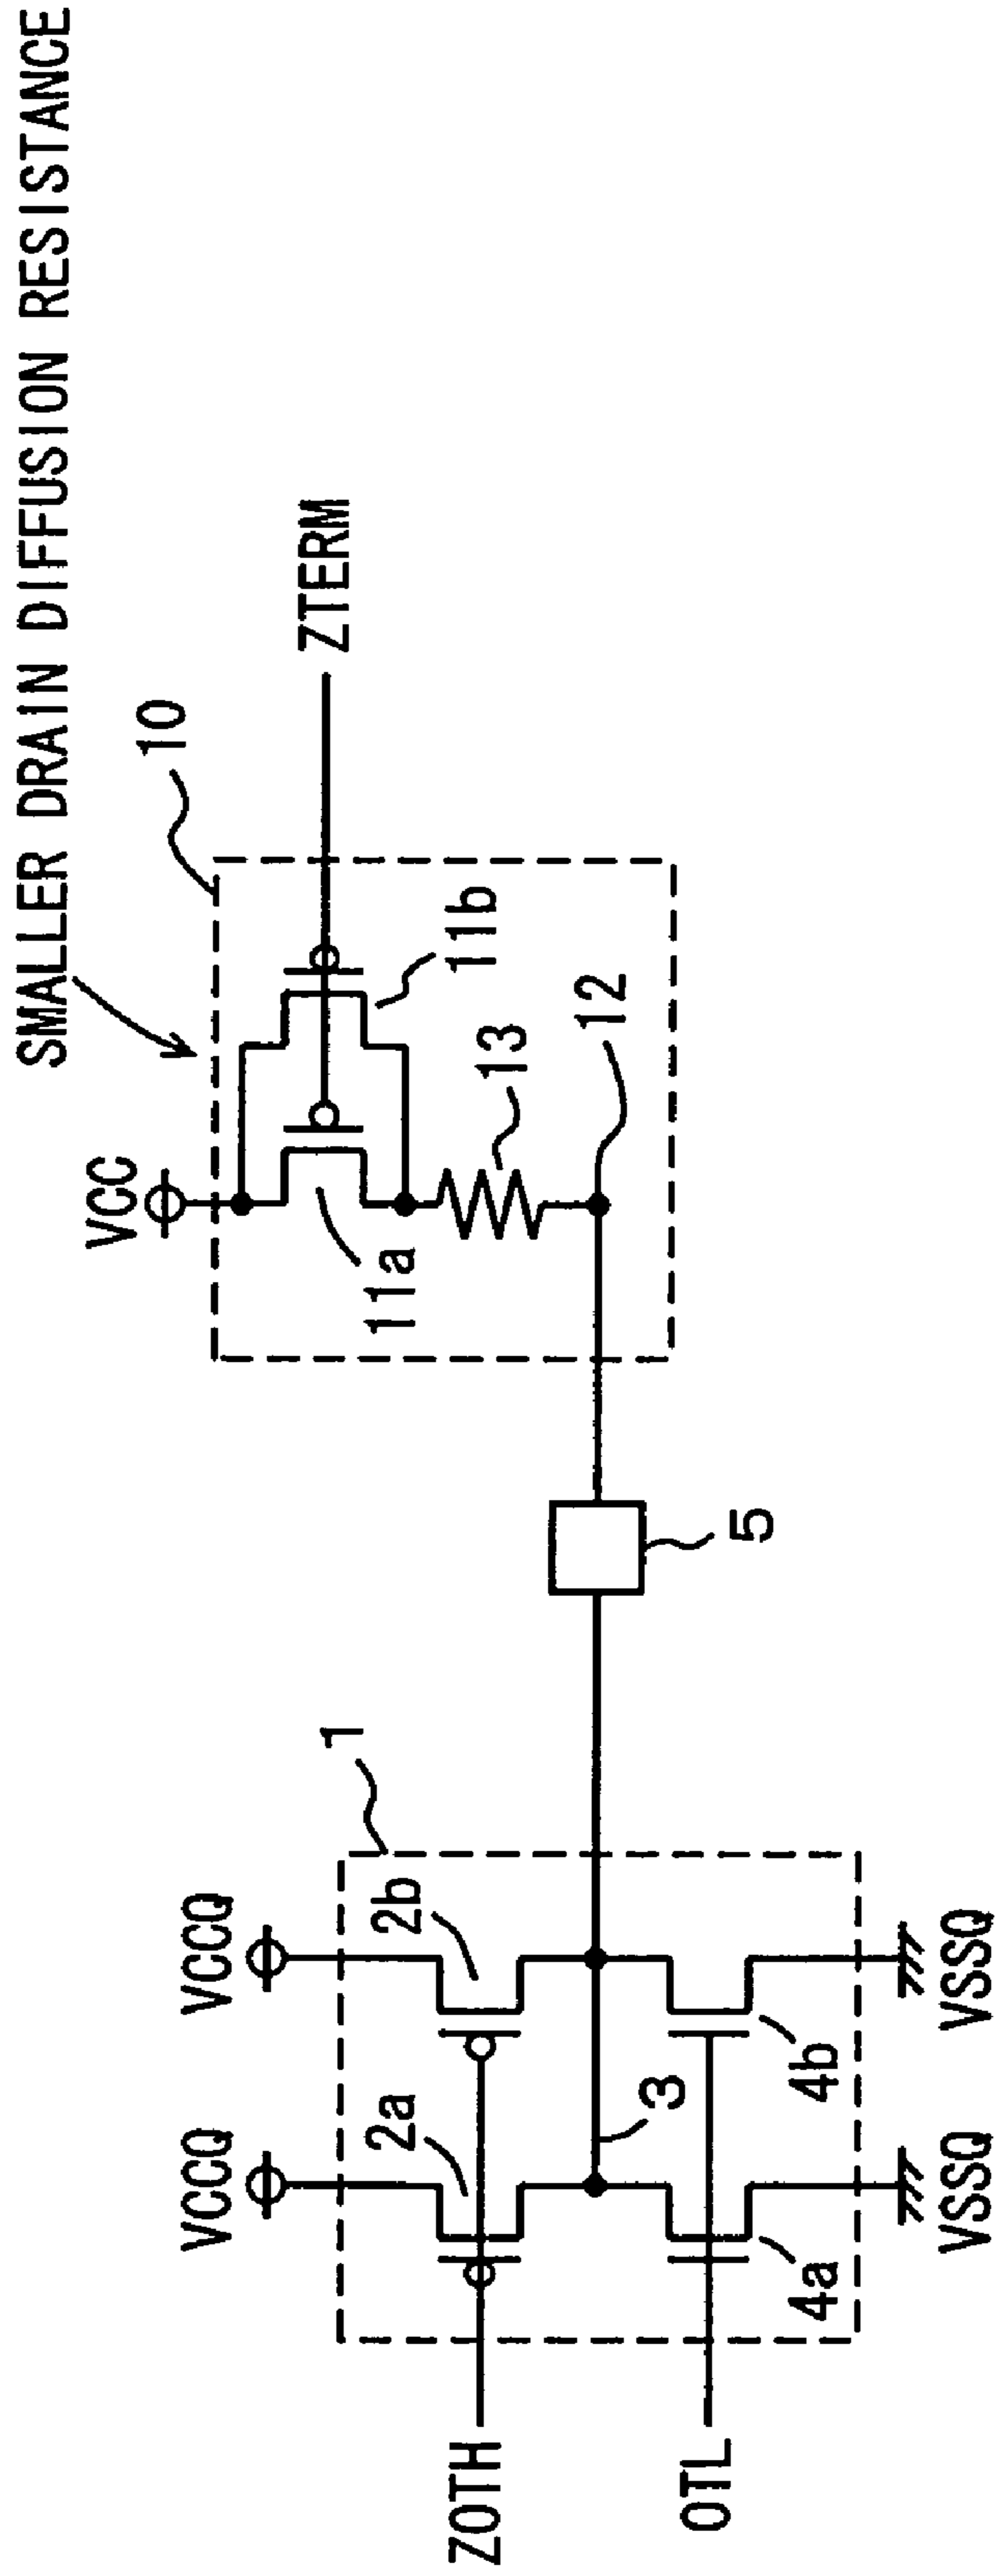 SMALLER DRAIN DIFFUSION RESISTANCE
VCC
10
ZTERM
11a
11b
13
12
5
1
VCCQ
VCCQ
2a
2b
ZOTH
3
OTL
4a
4b
VSSQ
VSSQ